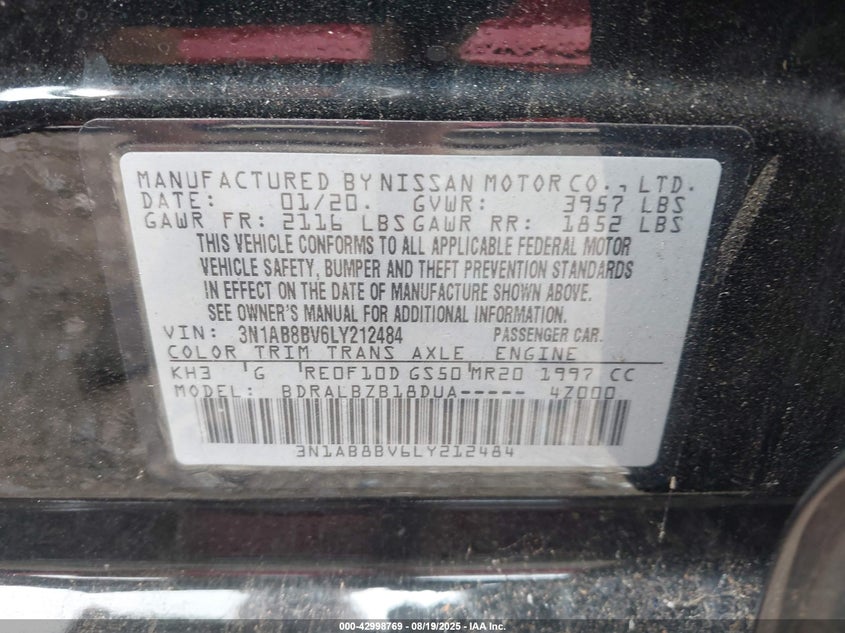 MANUFACTURED BY NISSAN MOTOR CO., LTD.
DATE: 01/20. GVWR: 3957 LBS
GAWR FR: 2116 LBS GAWR RR: 1852 LBS
THIS VEHICLE CONFORMS TO ALL APPLICABLE FEDERAL MOTOR
VEHICLE SAFETY, BUMPER AND THEFT PREVENTION STANDARDS
IN EFFECT ON THE DATE OF MANUFACTURE SHOWN ABOVE.
SEE OWNER'S MANUAL FOR ADDITIONAL INFORMATION.
VIN: 3N1AB8BV6LY212484 PASSENGER CAR.
COLOR TRIM TRANS AXLE ENGINE
KH3 'G 'RE0F10D GS50'MR20 1997 CC
MODEL: BDRALBZB18DUA----- 4Z000
3N1AB8BV6LY212484
000-42998769 - 08/19/2025 - IAA Inc.